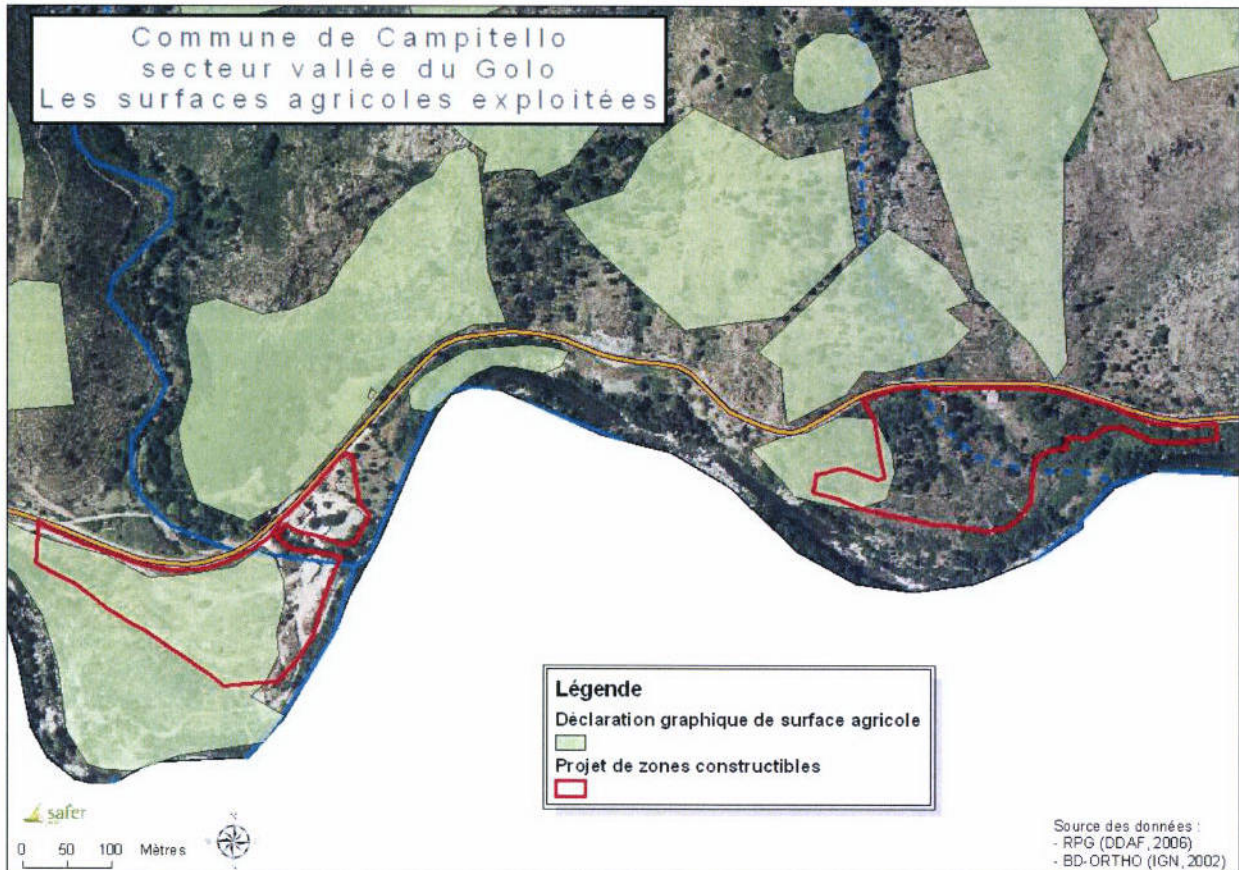 Commune de Campitello
secteur vallée du Golo
Les surfaces agricoles exploitées
Légende
Déclaration graphique de surface agricole
Projet de zones constructibles
safer
0 50 100 Mètres
Source des données :
- RPG (DDAF, 2006)
- BD-ORTHO (IGN, 2002)